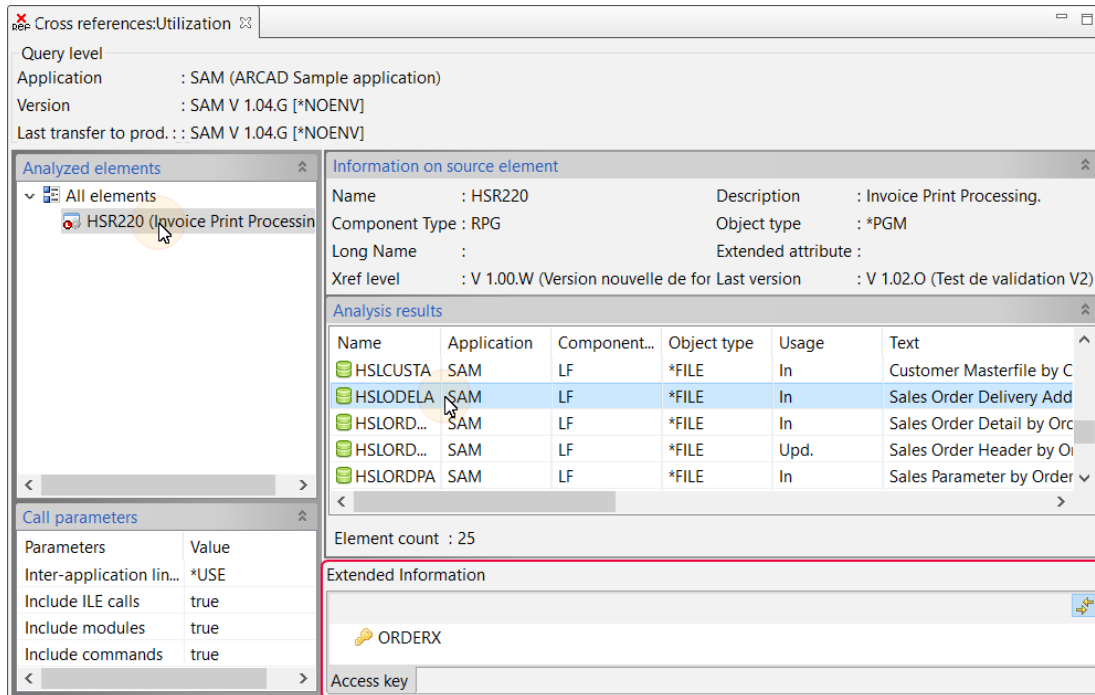 Cross references:Utilization
Query level
Application : SAM (ARCAD Sample application)
Version : SAM V 1.04.G [*NOENV]
Last transfer to prod. : : SAM V 1.04.G [*NOENV]
Analyzed elements
All elements
HSR220 (Invoice Print Processin
Information on source element
Name : HSR220 Description : Invoice Print Processing.
Component Type : RPG Object type : *PGM
Long Name : Extended attribute :
Xref level : V 1.00.W (Version nouvelle de for Last version : V 1.02.O (Test de validation V2)
Analysis results
Name Application Component... Object type Usage Text
HSLCUSTA SAM LF *FILE In Customer Masterfile by C
HSLODELA SAM LF *FILE In Sales Order Delivery Add
HSLORD... SAM LF *FILE In Sales Order Detail by Orc
HSLORD... SAM LF *FILE Upd. Sales Order Header by Or
HSLORDPA SAM LF *FILE In Sales Parameter by Order
Element count : 25
Call parameters
Parameters Value
Inter-application lin... *USE
Include ILE calls true
Include modules true
Include commands true
Extended Information
ORDERX
Access key